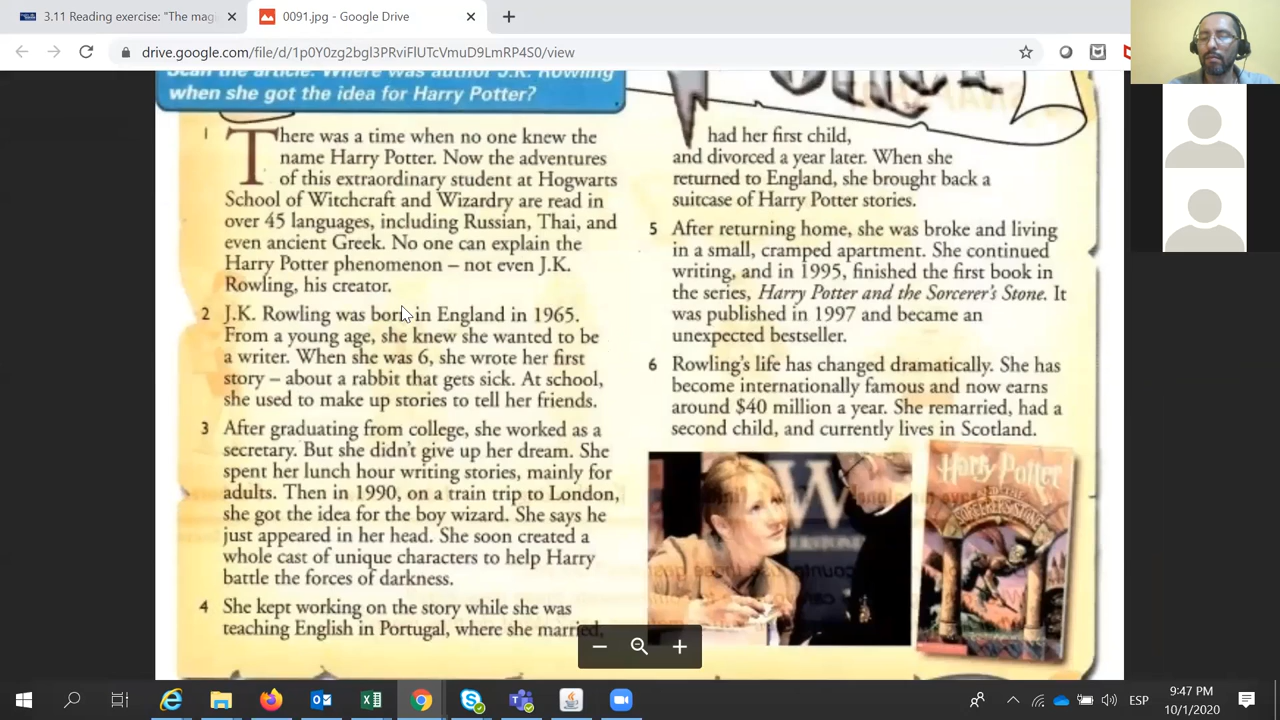 3.11 Reading exercise: "The mag
0091.jpg - Google Drive
drive.google.com/file/d/1p0Y0zg2bgl3PRviFlUTcVmuD9LmRP4S0/view
Scan the article. Where was author J.K. Rowling
when she got the idea for Harry Potter?
1 There was a time when no one knew the
name Harry Potter. Now the adventures
of this extraordinary student at Hogwarts
School of Witchcraft and Wizardry are read in
over 45 languages, including Russian, Thai, and
even ancient Greek. No one can explain the
Harry Potter phenomenon – not even J.K.
Rowling, his creator.
2 J.K. Rowling was born in England in 1965.
From a young age, she knew she wanted to be
a writer. When she was 6, she wrote her first
story – about a rabbit that gets sick. At school,
she used to make up stories to tell her friends.
3 After graduating from college, she worked as a
secretary. But she didn't give up her dream. She
spent her lunch hour writing stories, mainly for
adults. Then in 1990, on a train trip to London,
she got the idea for the boy wizard. She says he
just appeared in her head. She soon created a
whole cast of unique characters to help Harry
battle the forces of darkness.
4 She kept working on the story while she was
teaching English in Portugal, where she married,
had her first child,
and divorced a year later. When she
returned to England, she brought back a
suitcase of Harry Potter stories.
5 After returning home, she was broke and living
in a small, cramped apartment. She continued
writing, and in 1995, finished the first book in
the series, Harry Potter and the Sorcerer's Stone. It
was published in 1997 and became an
unexpected bestseller.
6 Rowling's life has changed dramatically. She has
become internationally famous and now earns
around $40 million a year. She remarried, had a
second child, and currently lives in Scotland.
W
Harry Potter
AND THE
SORCERER'S STONE
ESP
9:47 PM
10/1/2020